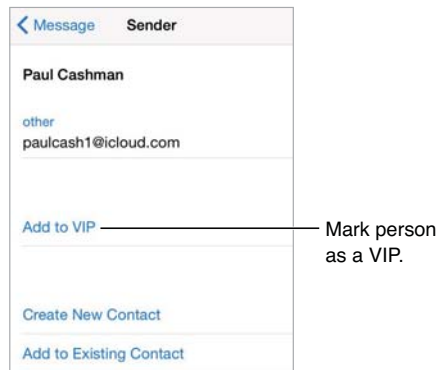 Message Sender
Paul Cashman
other
paulcash1@icloud.com
Add to VIP
Mark person
as a VIP.
Create New Contact
Add to Existing Contact